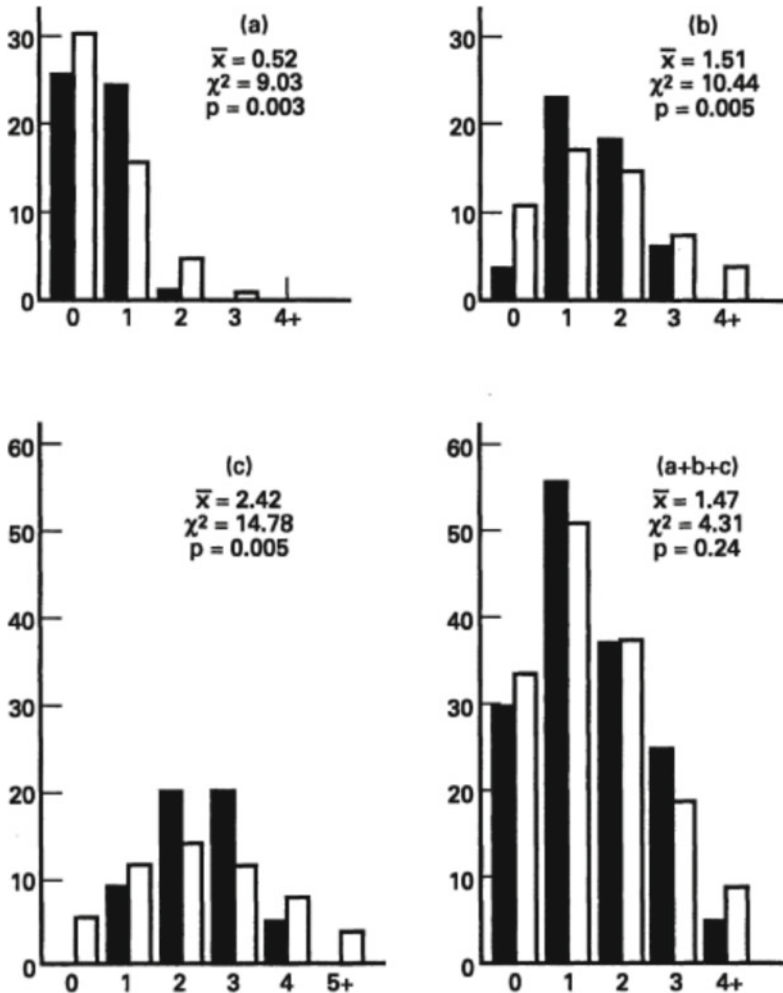 (a)
x̄ = 0.52
χ2 = 9.03
p = 0.003
30
20
10
0
0 1 2 3 4+
(b)
x̄ = 1.51
χ2 = 10.44
p = 0.005
30
20
10
0
0 1 2 3 4+
(c)
x̄ = 2.42
χ2 = 14.78
p = 0.005
60
50
40
30
20
10
0
0 1 2 3 4 5+
(a+b+c)
x̄ = 1.47
χ2 = 4.31
p = 0.24
60
50
40
30
20
10
0
0 1 2 3 4+